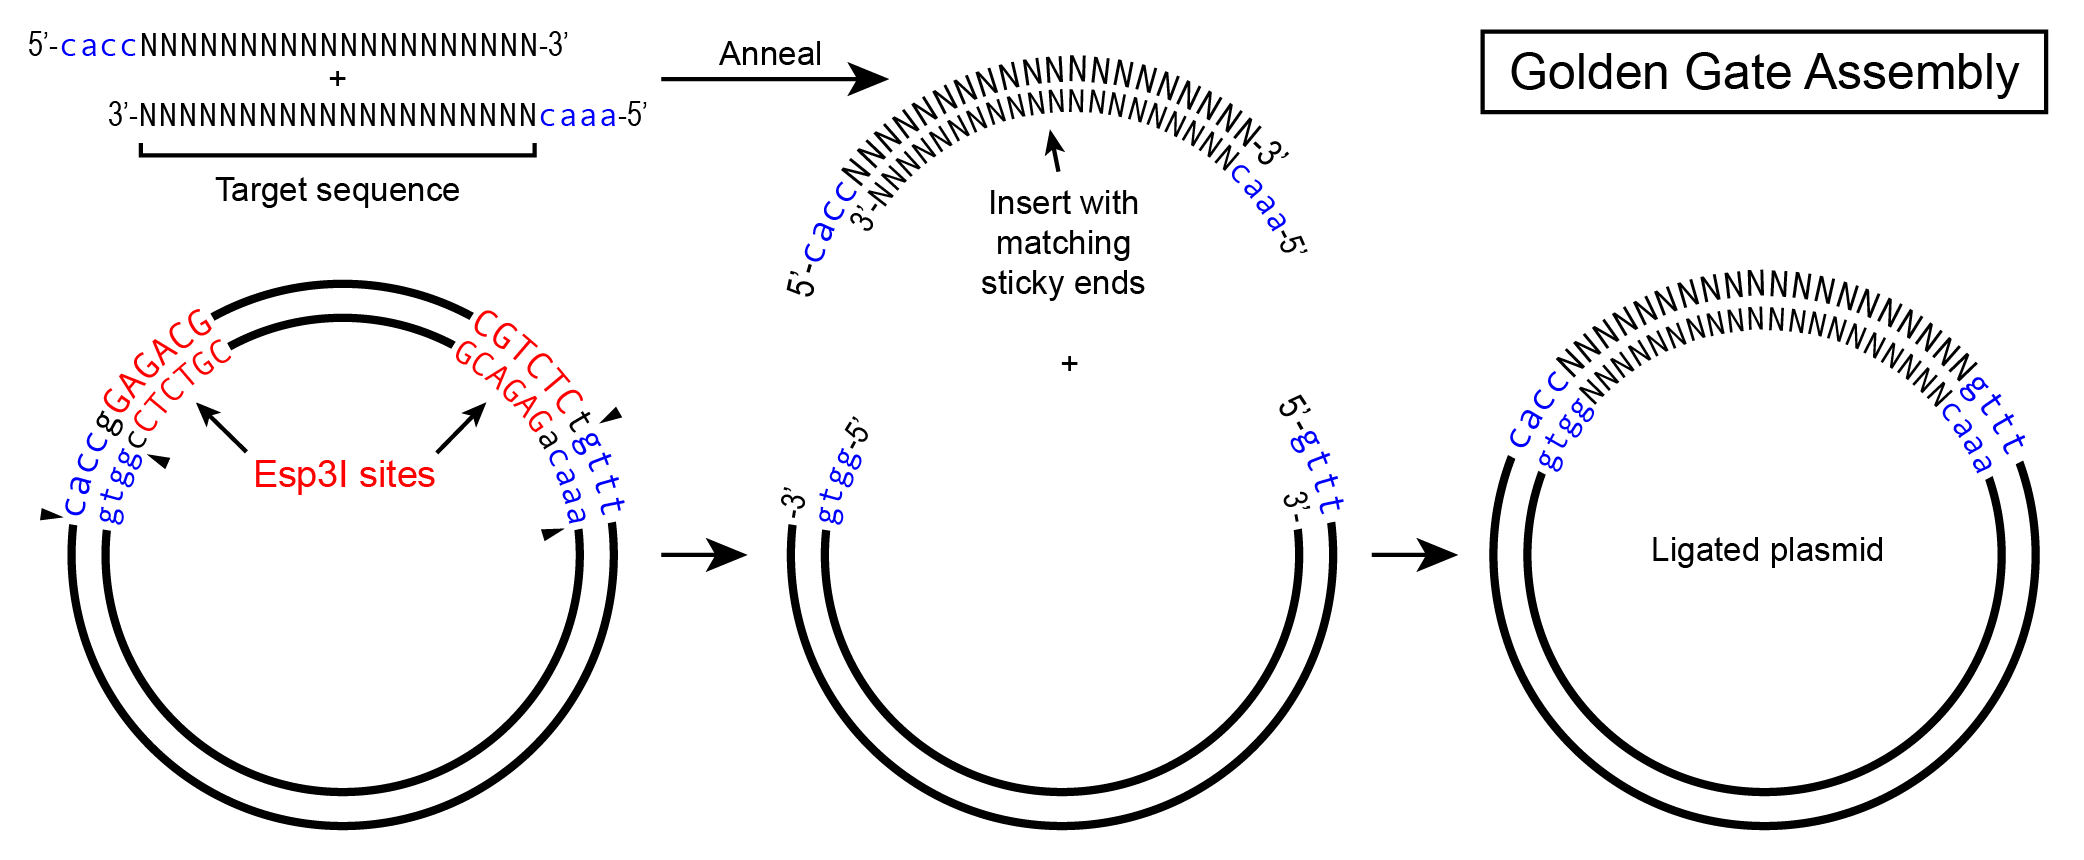 5’-caccNNNNNNNNNNNNNNNNNNNN-3’
+
3’-NNNNNNNNNNNNNNNNNNNNcaaa-5’
Target sequence
Anneal
5’-caccNNNNNNNNNNNNNNNNNNNN-3’
3’-NNNNNNNNNNNNNNNNNNNNcaaa-5’
Insert with
matching
sticky ends
+
Golden Gate Assembly
caccgGAGACG
gtggcCTCTGC
CGTCTCtgttt
GCAGAGacaaa
Esp3I sites
-3’
gtgg-5’
5’-gttt
3’-
caccNNNNNNNNNNNNNNNNNNNNgttt
gtggNNNNNNNNNNNNNNNNNNNNcaaa
Ligated plasmid